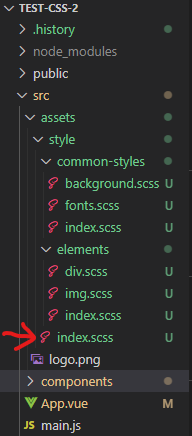 TEST-CSS-2
.history
node_modules
public
src
assets
style
common-styles
background.scss U
fonts.scss U
index.scss U
elements
div.scss U
img.scss U
index.scss U
index.scss U
logo.png
components
App.vue M
JS main.js